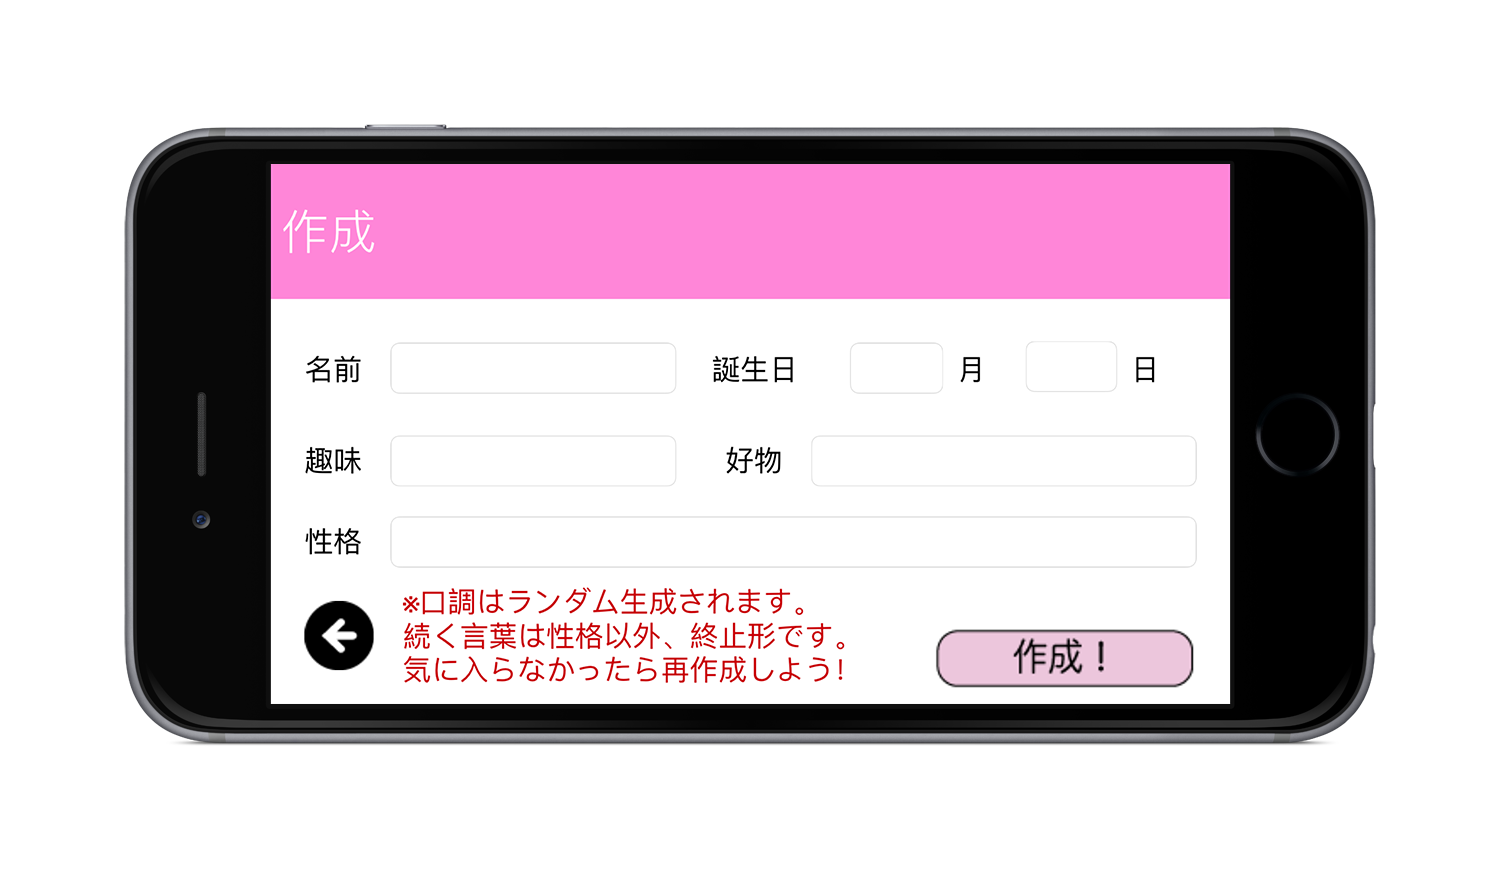 作成
名前 誕生日 月 日
趣味 好物
性格
※口調はランダム生成されます。
続く言葉は性格以外、終止形です。
気に入らなかったら再作成しよう!
作成!